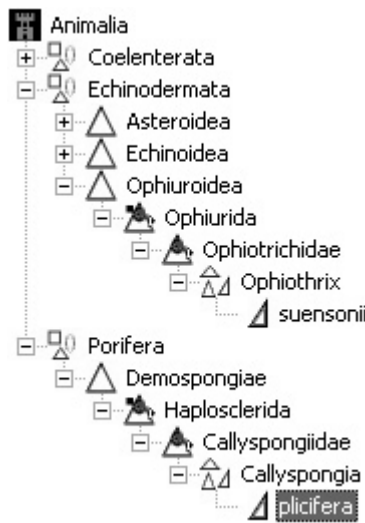 Animalia
Coelenterata
Echinodermata
Asteroidea
Echinoidea
Ophiuroidea
Ophiurida
Ophiotrichidae
Ophiothrix
suensonii
Porifera
Demospongiae
Haplosclerida
Callyspongiidae
Callyspongia
plicifera